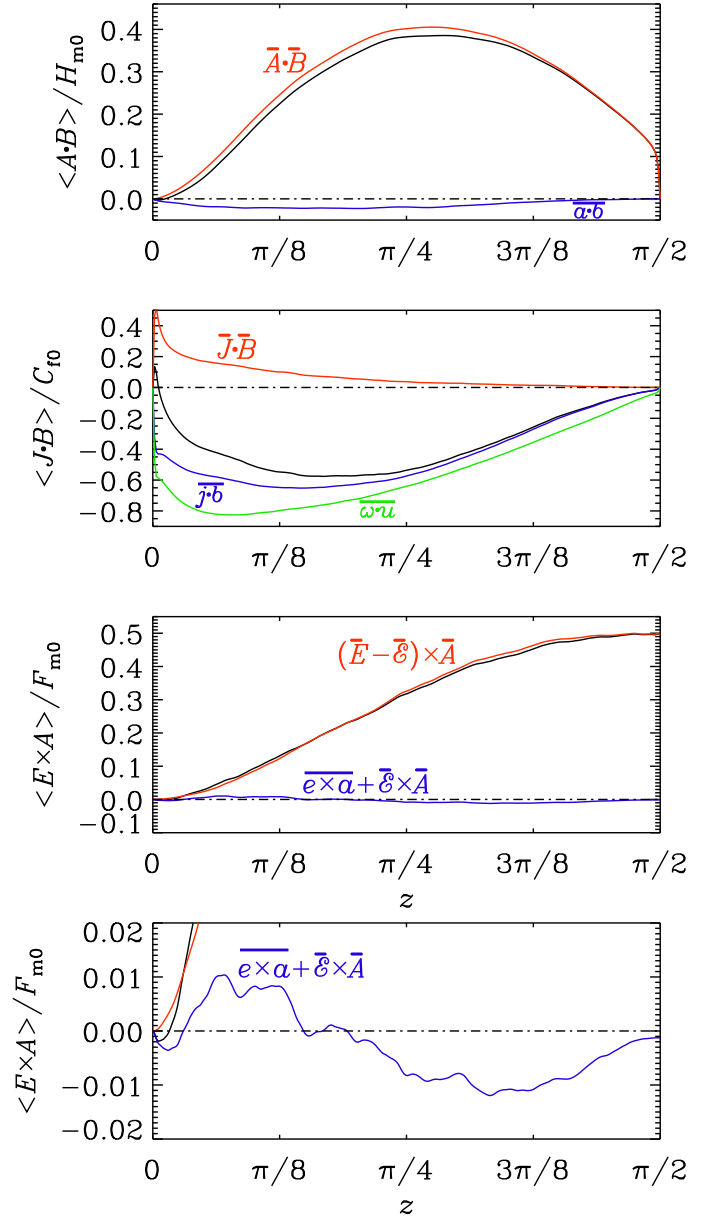 <A·B>/H_m0
0.4
0.3
0.2
0.1
0.0
A̅·B̅
a·b (overlined)
0 π/8 π/4 3π/8 π/2
<J·B>/C_f0
0.4
0.2
0.0
−0.2
−0.4
−0.6
−0.8
J̅·B̅
j·b (overlined)
ω·u (overlined)
0 π/8 π/4 3π/8 π/2
<E×A>/F_m0
0.5
0.4
0.3
0.2
0.1
0.0
−0.1
(E̅−ℰ̅)×A̅
e̅×̅a̅+ℰ̅×A̅
0 π/8 π/4 3π/8 π/2
z
<E×A>/F_m0
0.02
0.01
0.00
−0.01
−0.02
e̅×̅a̅+ℰ̅×A̅
0 π/8 π/4 3π/8 π/2
z